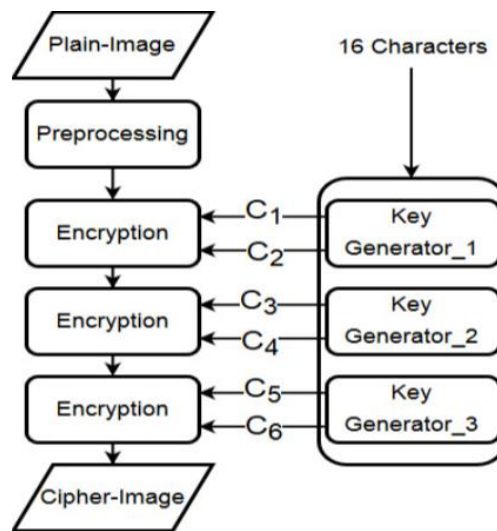 Plain-Image
16 Characters
Preprocessing
Encryption
C1
C2
Key
Generator_1
Encryption
C3
C4
Key
Generator_2
Encryption
C5
C6
Key
Generator_3
Cipher-Image